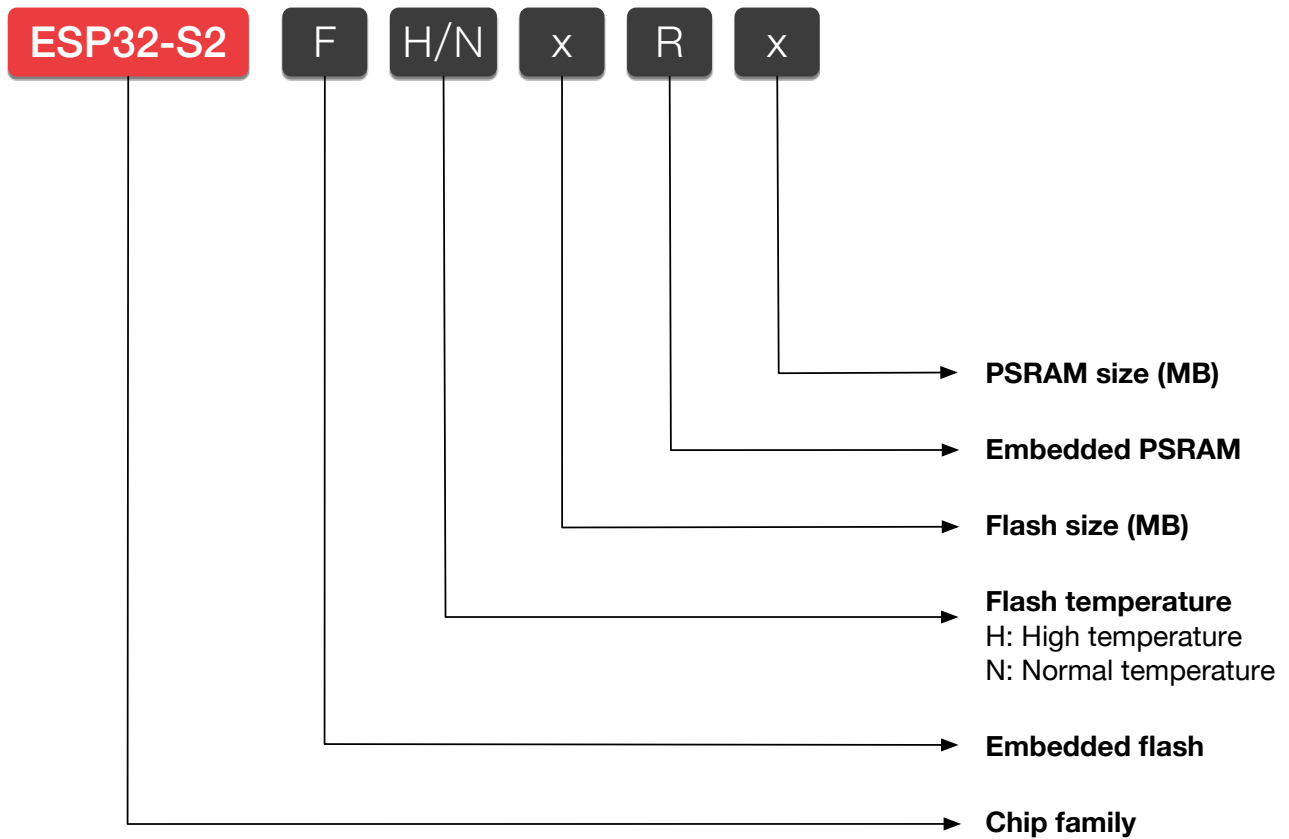 ESP32-S2 F H/N x R x
PSRAM size (MB)
Embedded PSRAM
Flash size (MB)
Flash temperature
H: High temperature
N: Normal temperature
Embedded flash
Chip family